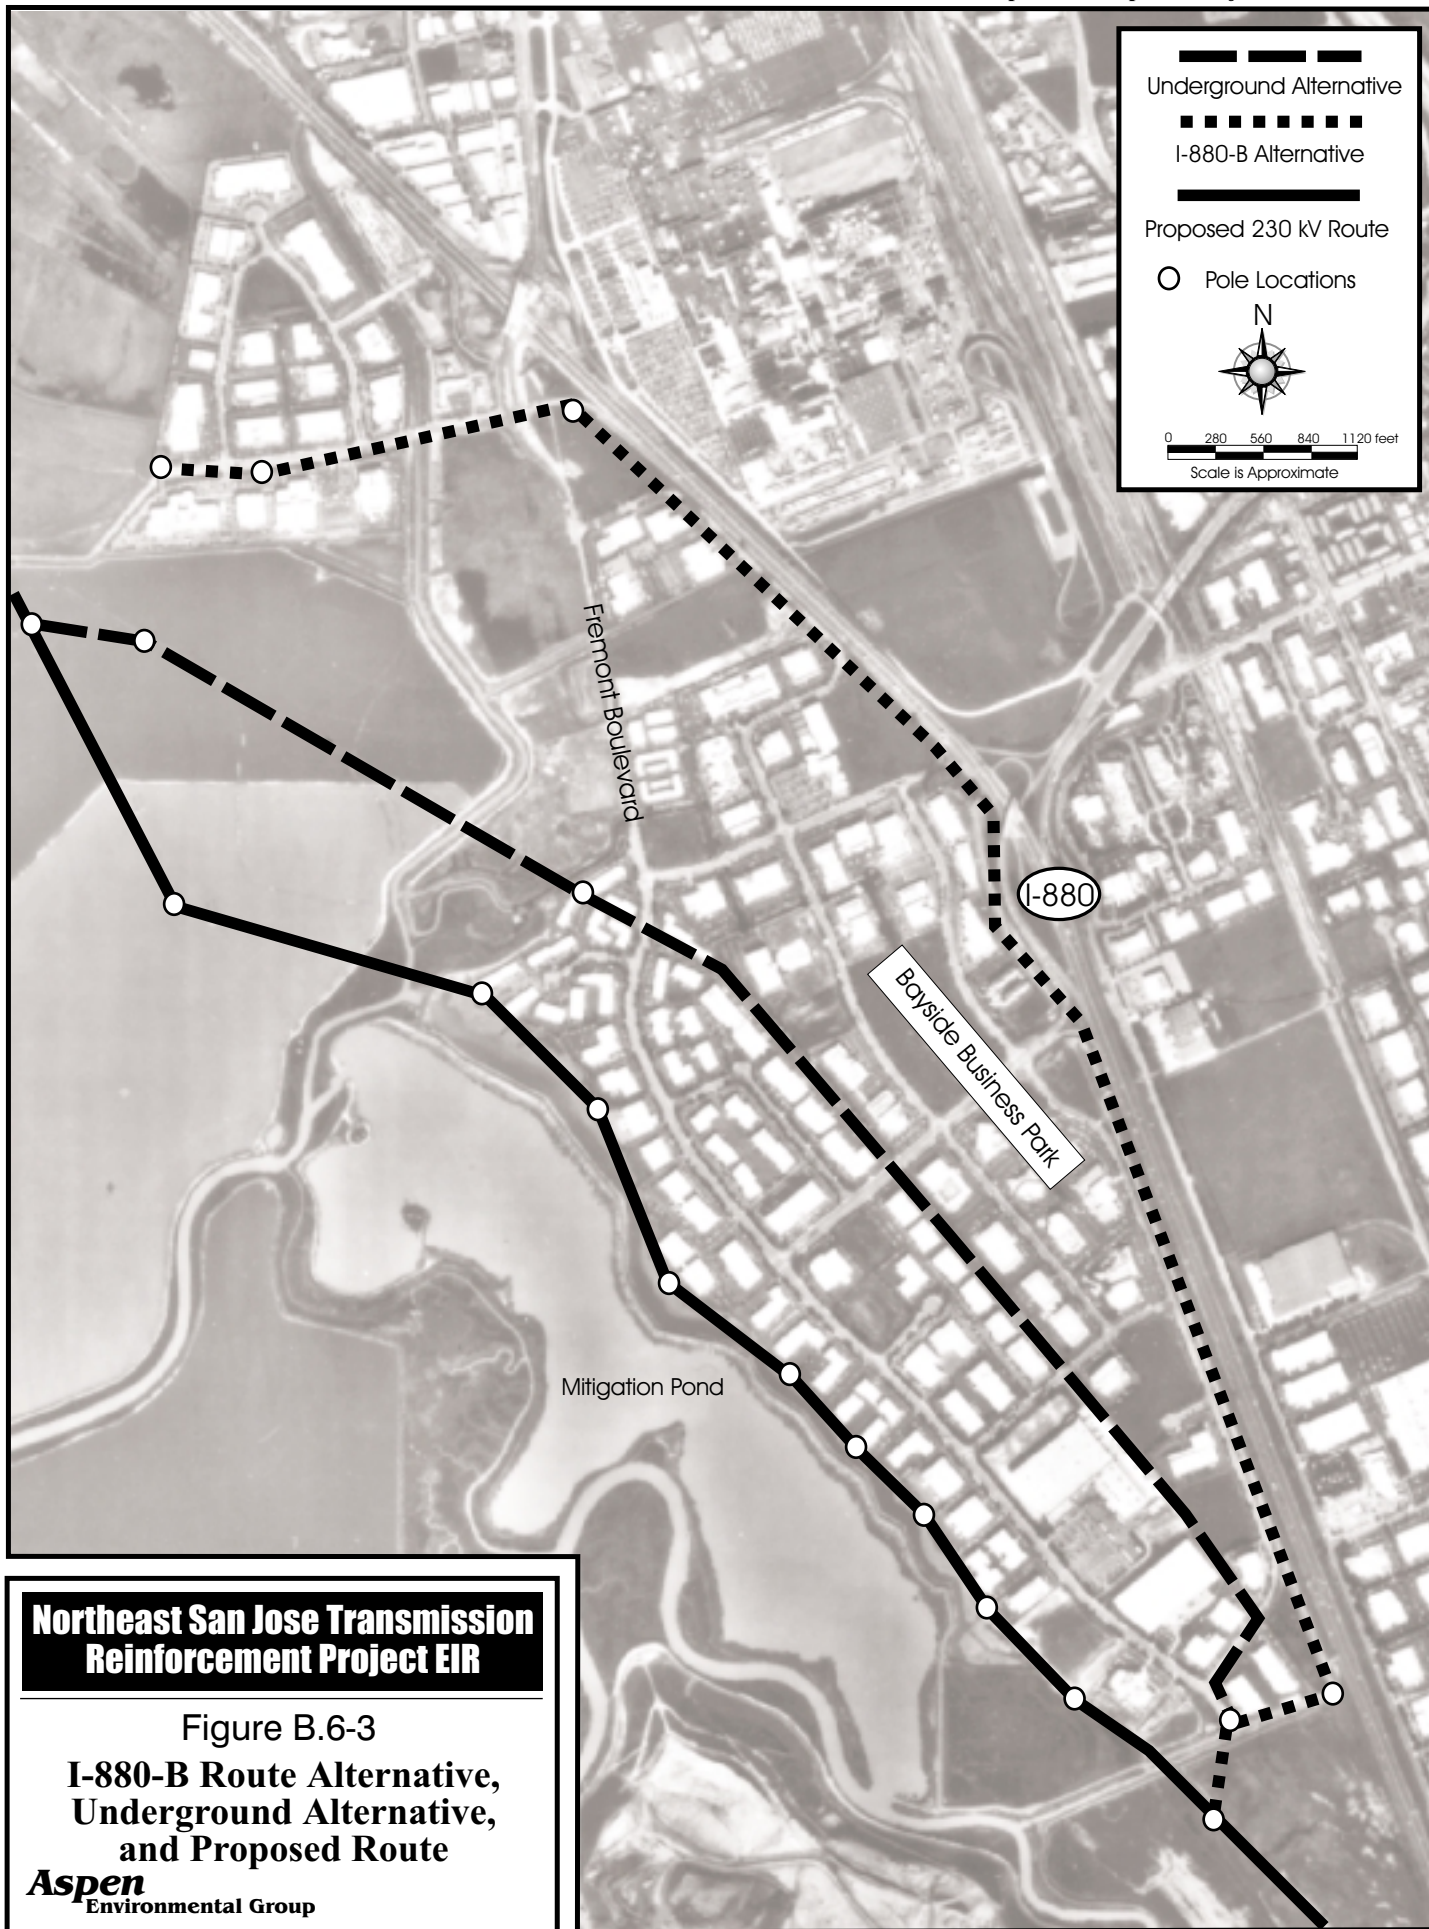 Underground Alternative
I-880-B Alternative
Proposed 230 kV Route
Pole Locations
N
0 280 560 840 1120 feet
Scale is Approximate
Fremont Boulevard
I-880
Bayside Business Park
Mitigation Pond
Northeast San Jose Transmission
Reinforcement Project EIR
Figure B.6-3
I-880-B Route Alternative,
Underground Alternative,
and Proposed Route
Aspen
Environmental Group